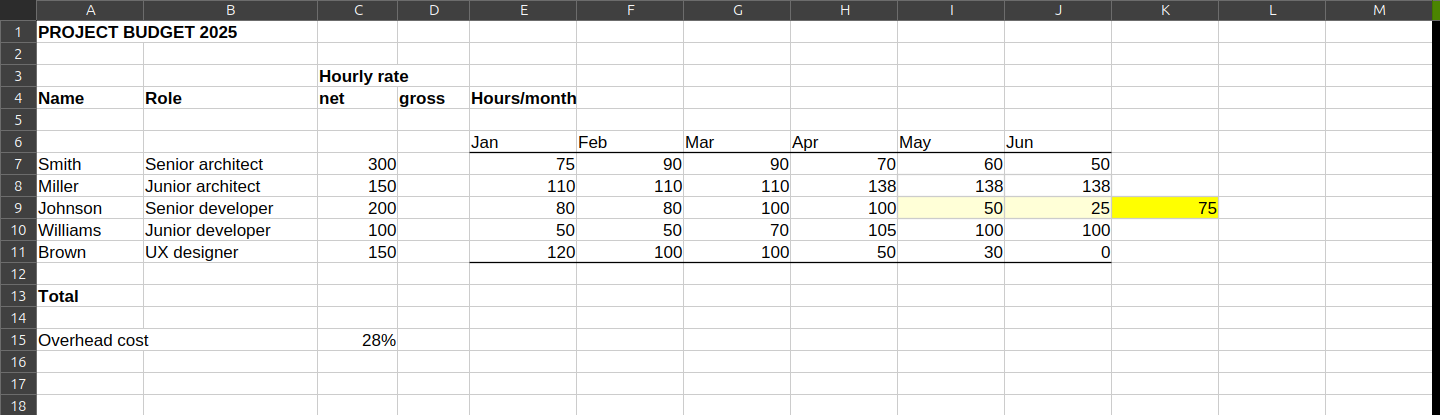 A B C D E F G H I J K L M
1 PROJECT BUDGET 2025
2
3 Hourly rate
4 Name Role net gross Hours/month
5
6 Jan Feb Mar Apr May Jun
7 Smith Senior architect 300 75 90 90 70 60 50
8 Miller Junior architect 150 110 110 110 138 138 138
9 Johnson Senior developer 200 80 80 100 100 50 25 75
10 Williams Junior developer 100 50 50 70 105 100 100
11 Brown UX designer 150 120 100 100 50 30 0
12
13 Total
14
15 Overhead cost 28%
16
17
18